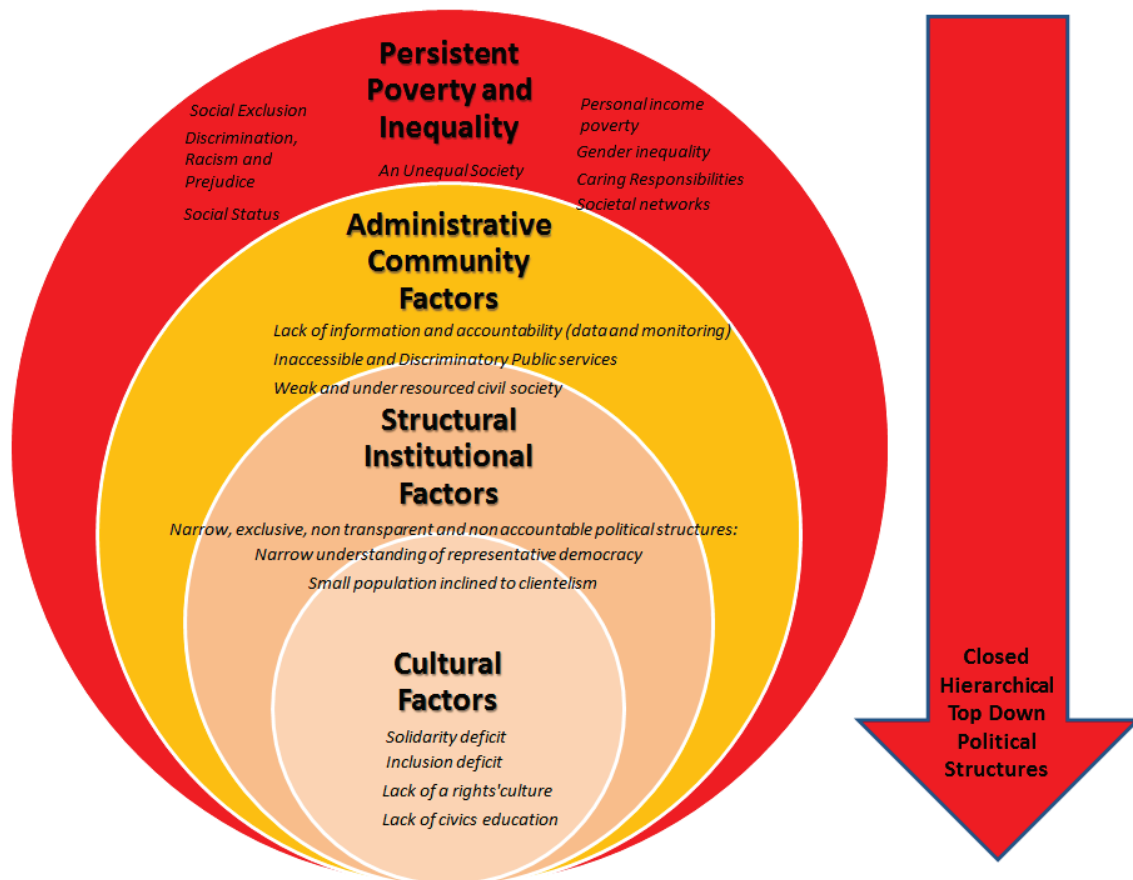 Persistent
Poverty and
Inequality
An Unequal Society
Social Exclusion
Discrimination,
Racism and
Prejudice
Social Status
Personal income
poverty
Gender inequality
Caring Responsibilities
Societal networks
Administrative
Community
Factors
Lack of information and accountability (data and monitoring)
Inaccessible and Discriminatory Public services
Weak and under resourced civil society
Structural
Institutional
Factors
Narrow, exclusive, non transparent and non accountable political structures:
Narrow understanding of representative democracy
Small population inclined to clientelism
Cultural
Factors
Solidarity deficit
Inclusion deficit
Lack of a rights'culture
Lack of civics education
Closed
Hierarchical
Top Down
Political
Structures